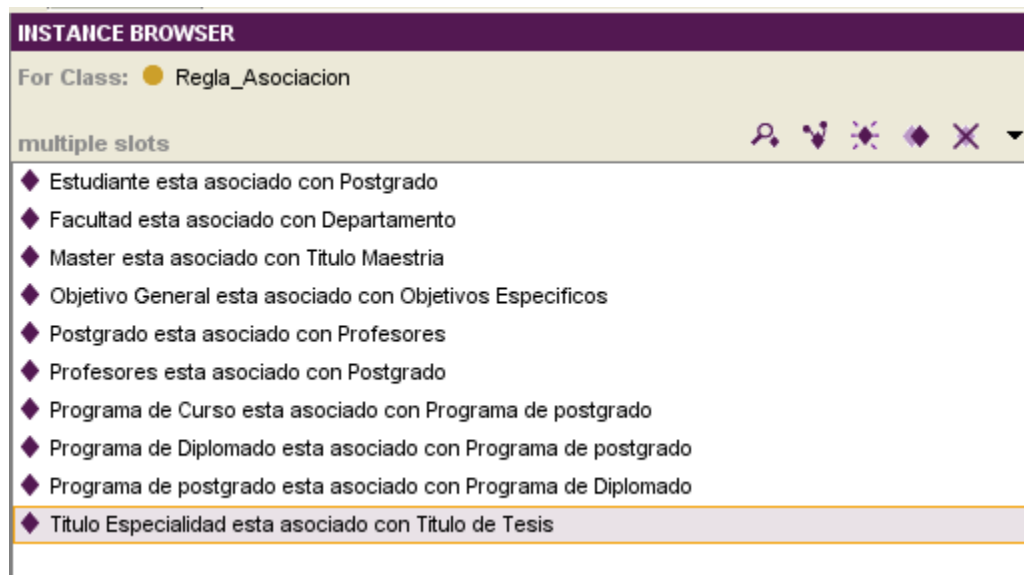 INSTANCE BROWSER
For Class: Regla_Asociacion
multiple slots
Estudiante esta asociado con Postgrado
Facultad esta asociado con Departamento
Master esta asociado con Titulo Maestria
Objetivo General esta asociado con Objetivos Especificos
Postgrado esta asociado con Profesores
Profesores esta asociado con Postgrado
Programa de Curso esta asociado con Programa de postgrado
Programa de Diplomado esta asociado con Programa de postgrado
Programa de postgrado esta asociado con Programa de Diplomado
Titulo Especialidad esta asociado con Titulo de Tesis